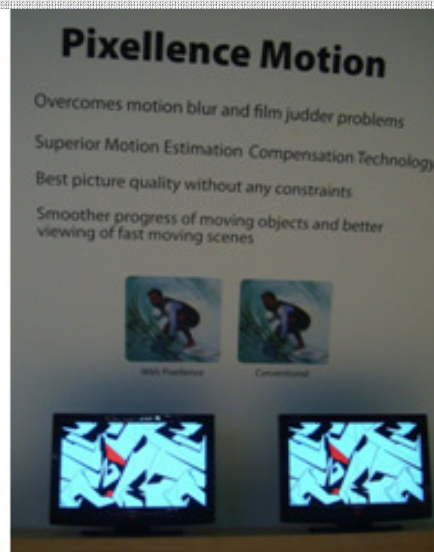 Pixellence Motion
Overcomes motion blur and film judder problems
Superior Motion Estimation Compensation Technology
Best picture quality without any constraints
Smoother progress of moving objects and better
viewing of fast moving scenes
With Pixellence
Conventional